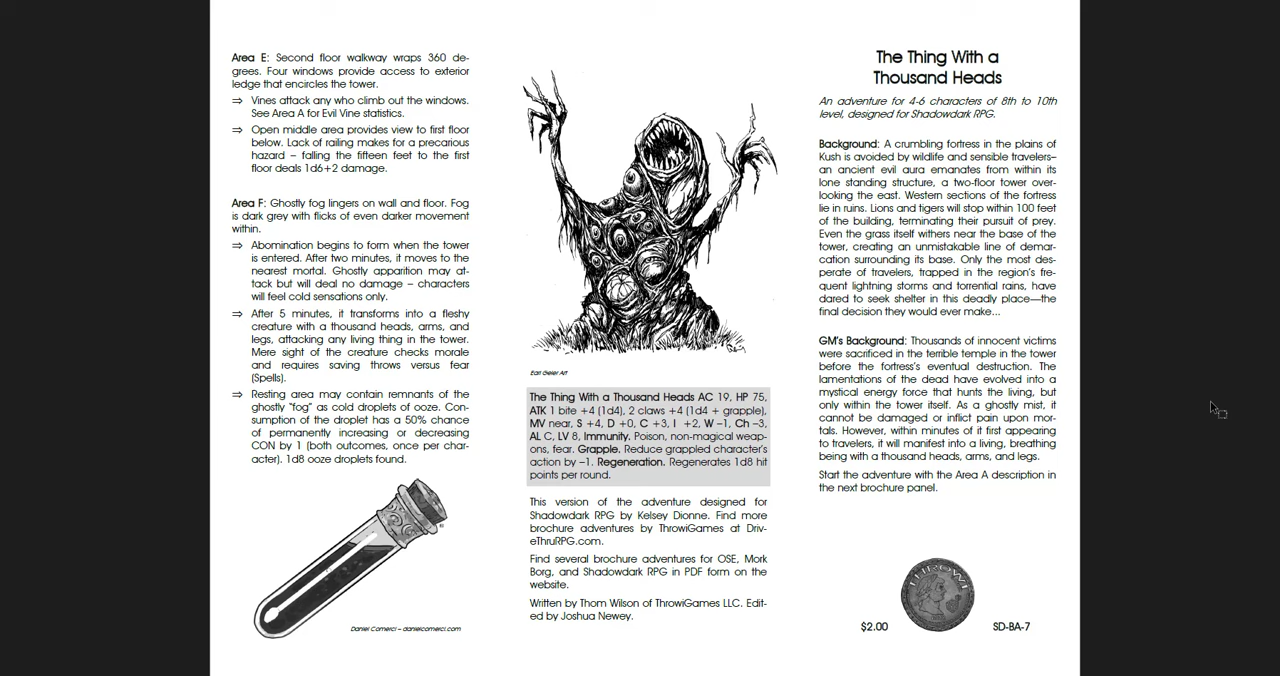 Area E: Second floor walkway wraps 360 de-
grees. Four windows provide access to exterior
ledge that encircles the tower.
⇒ Vines attack any who climb out the windows.
See Area A for Evil Vine statistics.
⇒ Open middle area provides view to first floor
below. Lack of railing makes for a precarious
hazard – falling the fifteen feet to the first
floor deals 1d6+2 damage.
Area F: Ghostly fog lingers on wall and floor. Fog
is dark grey with flicks of even darker movement
within.
⇒ Abomination begins to form when the tower
is entered. After two minutes, it moves to the
nearest mortal. Ghostly apparition may at-
tack but will deal no damage – characters
will feel cold sensations only.
⇒ After 5 minutes, it transforms into a fleshy
creature with a thousand heads, arms, and
legs, attacking any living thing in the tower.
Mere sight of the creature checks morale
and requires saving throws versus fear
(Spells).
⇒ Resting area may contain remnants of the
ghostly "fog" as cold droplets of ooze. Con-
sumption of the droplet has a 50% chance
of permanently increasing or decreasing
CON by 1 (both outcomes, once per char-
acter). 1d8 ooze droplets found.
Daniel Comerci – danielcomerci.com
Earl Geier Art
The Thing With a Thousand Heads AC 19, HP 75,
ATK 1 bite +4 (1d4), 2 claws +4 (1d4 + grapple),
MV near, S +4, D +0, C +3, I +2, W –1, Ch –3,
AL C, LV 8, Immunity. Poison, non-magical weap-
ons, fear. Grapple. Reduce grappled character's
action by –1. Regeneration. Regenerates 1d8 hit
points per round.
This version of the adventure designed for
Shadowdark RPG by Kelsey Dionne. Find more
brochure adventures by ThrowiGames at Driv-
eThruRPG.com.
Find several brochure adventures for OSE, Mork
Borg, and Shadowdark RPG in PDF form on the
website.
Written by Thom Wilson of ThrowiGames LLC. Edit-
ed by Joshua Newey.
The Thing With a
Thousand Heads
An adventure for 4-6 characters of 8th to 10th
level, designed for Shadowdark RPG.
Background: A crumbling fortress in the plains of
Kush is avoided by wildlife and sensible travelers–
an ancient evil aura emanates from within its
lone standing structure, a two-floor tower over-
looking the east. Western sections of the fortress
lie in ruins. Lions and tigers will stop within 100 feet
of the building, terminating their pursuit of prey.
Even the grass itself withers near the base of the
tower, creating an unmistakable line of demar-
cation surrounding its base. Only the most des-
perate of travelers, trapped in the region's fre-
quent lightning storms and torrential rains, have
dared to seek shelter in this deadly place—the
final decision they would ever make...
GM's Background: Thousands of innocent victims
were sacrificed in the terrible temple in the tower
before the fortress's eventual destruction. The
lamentations of the dead have evolved into a
mystical energy force that hunts the living, but
only within the tower itself. As a ghostly mist, it
cannot be damaged or inflict pain upon mor-
tals. However, within minutes of it first appearing
to travelers, it will manifest into a living, breathing
being with a thousand heads, arms, and legs.
Start the adventure with the Area A description in
the next brochure panel.
THROWI
$2.00
SD-BA-7